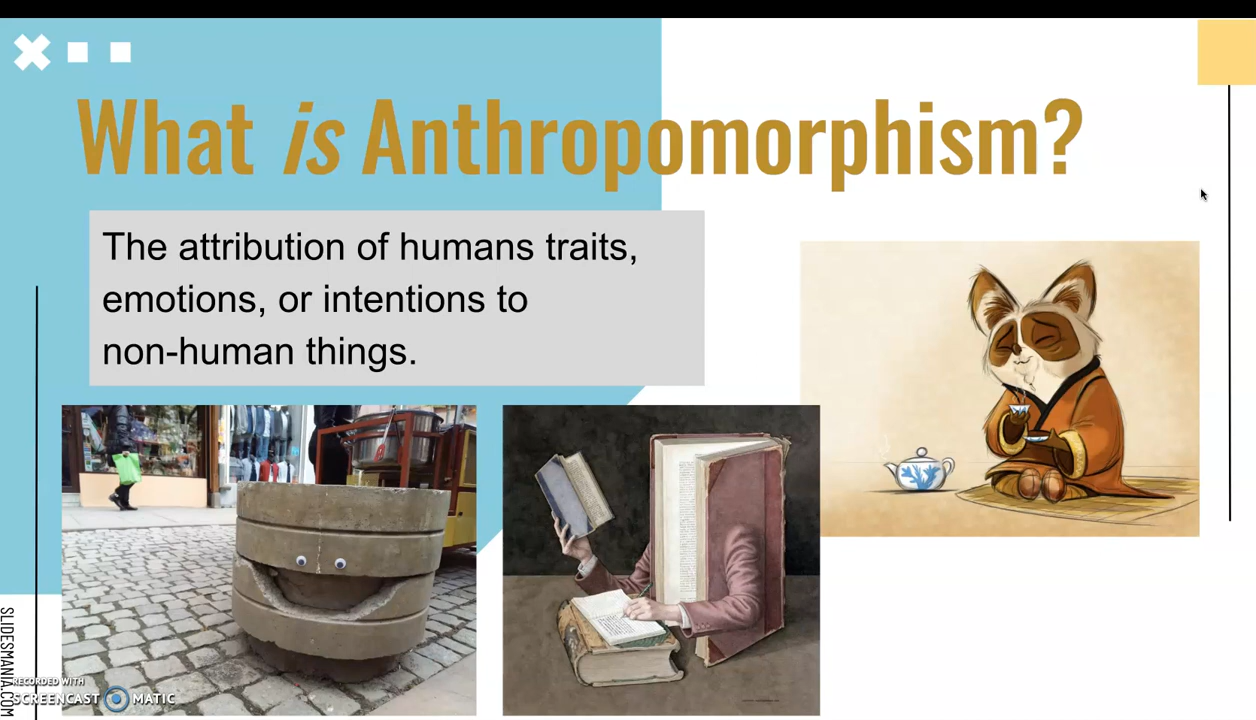 What is Anthropomorphism?
The attribution of humans traits,
emotions, or intentions to
non-human things.
SLIDESMANIA.COM
RECORDED WITH
SCREENCAST MATIC